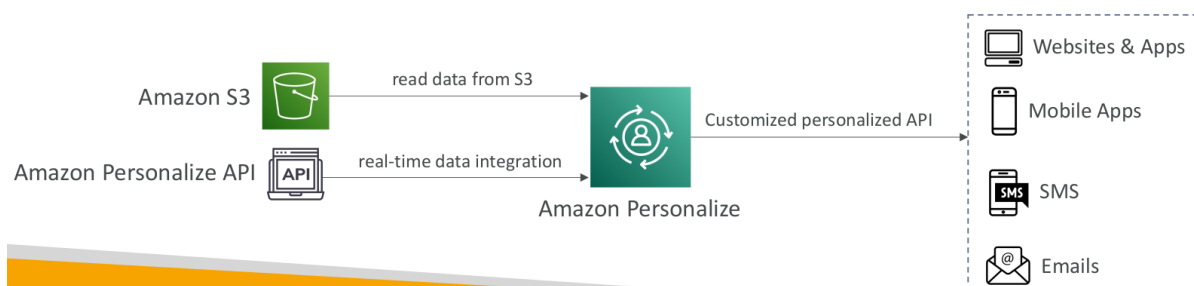 Websites & Apps
read data from S3
Amazon S3
Mobile Apps
Customized personalized API
real-time data integration
Amazon Personalize API
API
SMS
SMS
Amazon Personalize
@
Emails